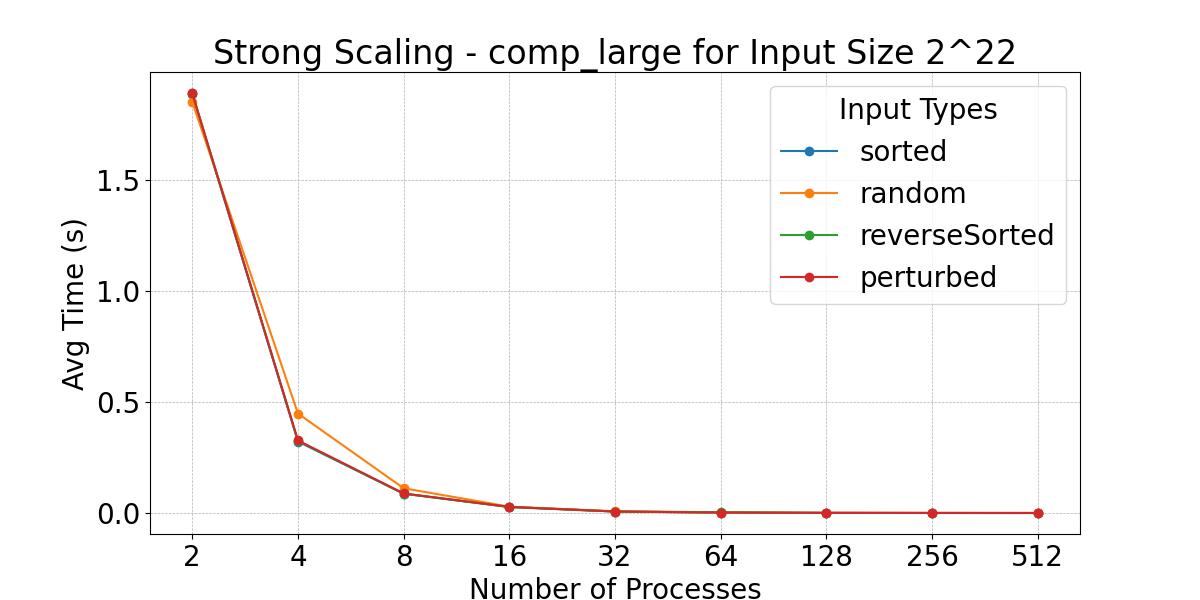 Strong Scaling - comp_large for Input Size 2^22
Input Types
sorted
random
reverseSorted
perturbed
Avg Time (s)
1.5
1.0
0.5
0.0
2 4 8 16 32 64 128 256 512
Number of Processes